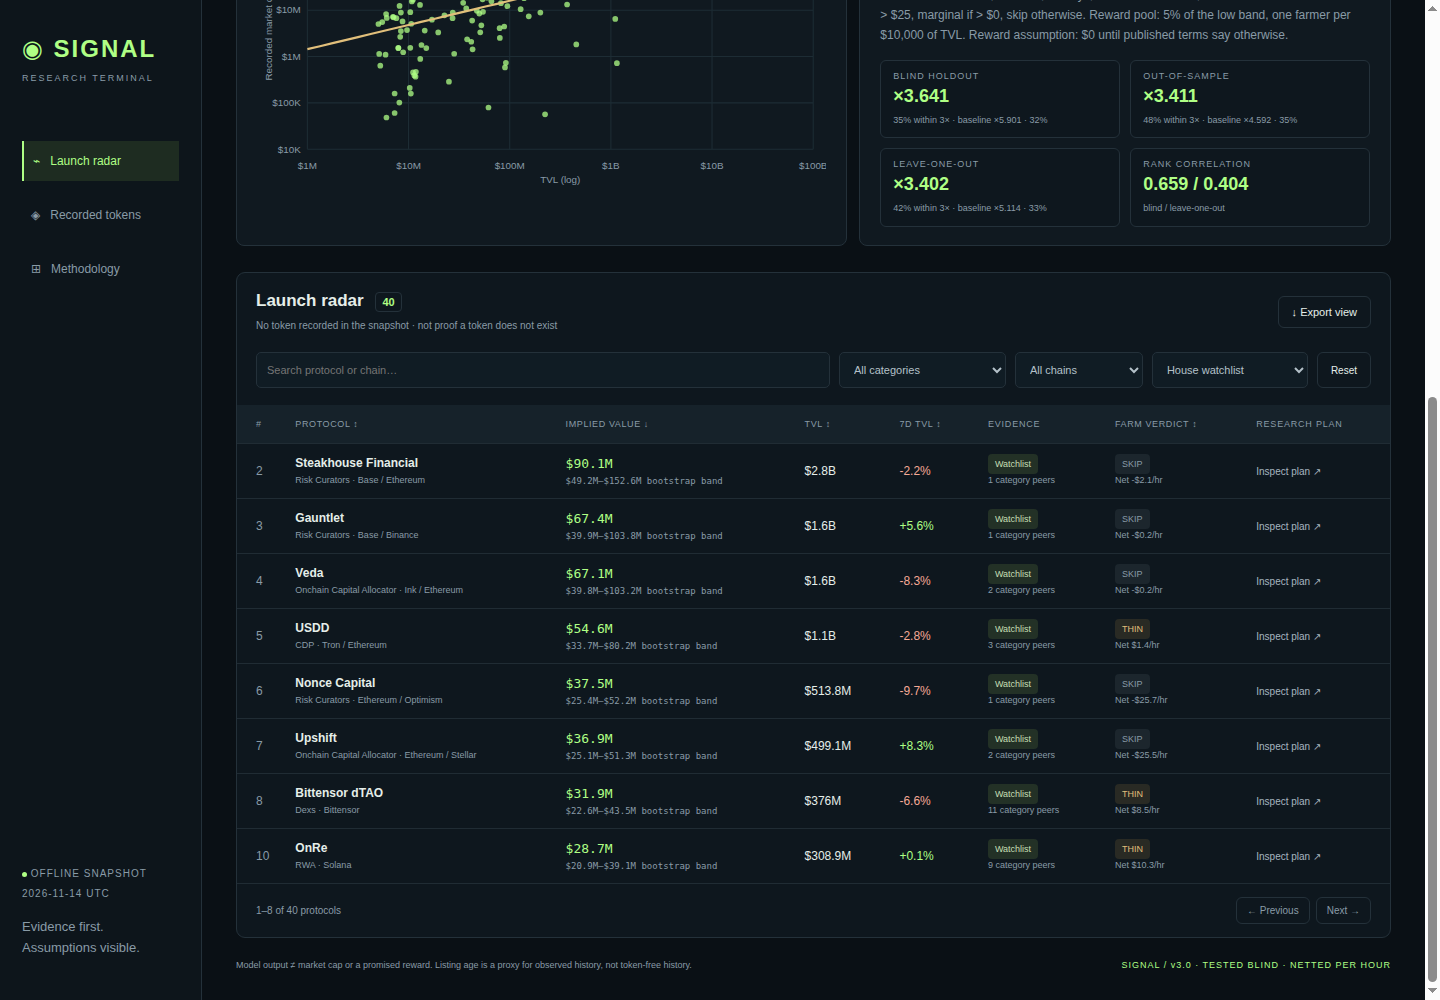 ◉ SIGNAL
RESEARCH TERMINAL
⌁ Launch radar
◈ Recorded tokens
⊞ Methodology
OFFLINE SNAPSHOT
2026-11-14 UTC
Evidence first.
Assumptions visible.
Recorded market
$10M
$1M
$100K
$10K
$1M $10M $100M $1B $10B $100B
TVL (log)
> $25, marginal if > $0, skip otherwise. Reward pool: 5% of the low band, one farmer per
$10,000 of TVL. Reward assumption: $0 until published terms say otherwise.
BLIND HOLDOUT
×3.641
35% within 3× · baseline ×5.901 · 32%
OUT-OF-SAMPLE
×3.411
48% within 3× · baseline ×4.592 · 35%
LEAVE-ONE-OUT
×3.402
42% within 3× · baseline ×5.114 · 33%
RANK CORRELATION
0.659 / 0.404
blind / leave-one-out
Launch radar 40
No token recorded in the snapshot · not proof a token does not exist
↓ Export view
Search protocol or chain… All categories All chains House watchlist Reset
# PROTOCOL ↕ IMPLIED VALUE ↓ TVL ↕ 7D TVL ↕ EVIDENCE FARM VERDICT ↕ RESEARCH PLAN
2 Steakhouse Financial $90.1M $2.8B -2.2% Watchlist SKIP Inspect plan ↗
Risk Curators · Base / Ethereum $49.2M–$152.6M bootstrap band 1 category peers Net -$2.1/hr
3 Gauntlet $67.4M $1.6B +5.6% Watchlist SKIP Inspect plan ↗
Risk Curators · Base / Binance $39.9M–$103.8M bootstrap band 1 category peers Net -$0.2/hr
4 Veda $67.1M $1.6B -8.3% Watchlist SKIP Inspect plan ↗
Onchain Capital Allocator · Ink / Ethereum $39.8M–$103.2M bootstrap band 2 category peers Net -$0.2/hr
5 USDD $54.6M $1.1B -2.8% Watchlist THIN Inspect plan ↗
CDP · Tron / Ethereum $33.7M–$80.2M bootstrap band 3 category peers Net $1.4/hr
6 Nonce Capital $37.5M $513.8M -9.7% Watchlist SKIP Inspect plan ↗
Risk Curators · Ethereum / Optimism $25.4M–$52.2M bootstrap band 1 category peers Net -$25.7/hr
7 Upshift $36.9M $499.1M +8.3% Watchlist SKIP Inspect plan ↗
Onchain Capital Allocator · Ethereum / Stellar $25.1M–$51.3M bootstrap band 2 category peers Net -$25.5/hr
8 Bittensor dTAO $31.9M $376M -6.6% Watchlist THIN Inspect plan ↗
Dexs · Bittensor $22.6M–$43.5M bootstrap band 11 category peers Net $8.5/hr
10 OnRe $28.7M $308.9M +0.1% Watchlist THIN Inspect plan ↗
RWA · Solana $20.9M–$39.1M bootstrap band 9 category peers Net $10.3/hr
1–8 of 40 protocols ← Previous Next →
Model output ≠ market cap or a promised reward. Listing age is a proxy for observed history, not token-free history.
SIGNAL / v3.0 · TESTED BLIND · NETTED PER HOUR